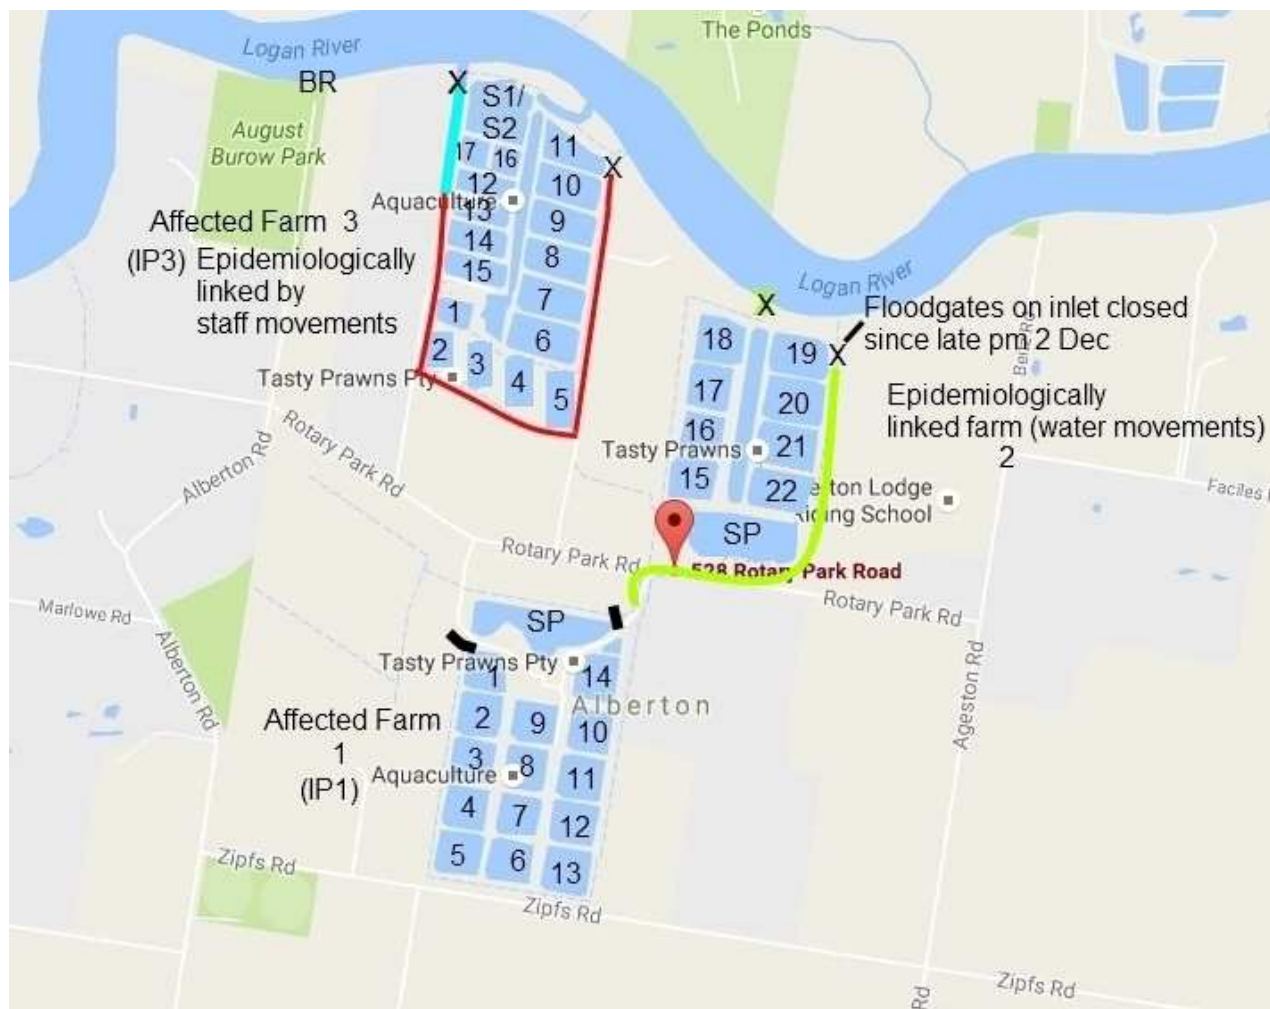 The Ponds
Logan River
BR
X
S1/
S2
August
Burow Park
17
16
11
X
12
10
Aquaculture
13
9
Affected Farm 3
(IP3) Epidemiologically
linked by
staff movements
14
8
15
7
1
6
2
3
4
5
Tasty Prawns Pty
Logan River
X
Floodgates on inlet closed
since late pm 2 Dec
X
18
19
17
20
Epidemiologically
linked farm (water movements)
2
16
21
Tasty Prawns
15
22
eton Lodge
Riding School
SP
Faciles
Rotary Park Rd
Alberton Rd
Rotary Park Rd
528 Rotary Park Road
Rotary Park Rd
Marlowe Rd
Alberton Rd
SP
Tasty Prawns Pty
1
14
Alberton
Ageston Rd
Affected Farm
1
(IP1)
2
9
10
3
8
11
Aquaculture
4
7
12
5
6
13
Zipfs Rd
Zipfs Rd
Zipfs Rd
Rd